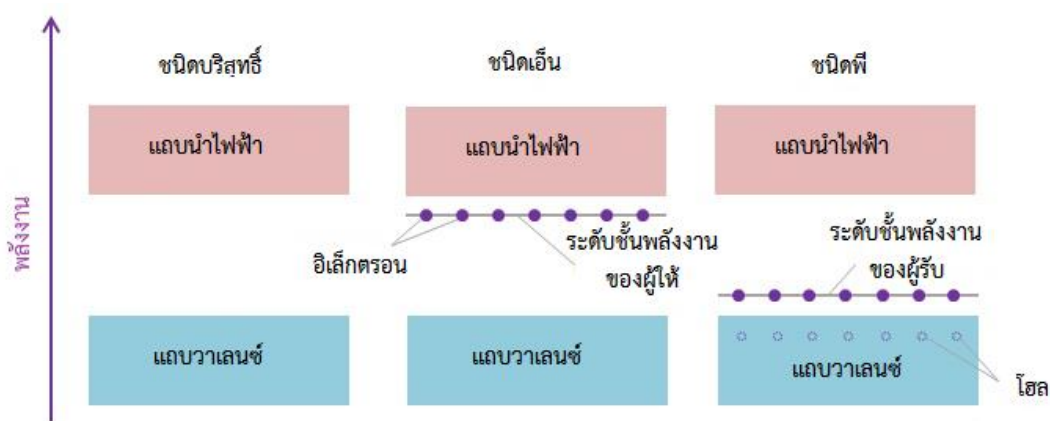 ชนิดบริสุทธิ์
ชนิดเอ็น
ชนิดพี
แถบนำไฟฟ้า
แถบนำไฟฟ้า
แถบนำไฟฟ้า
พลังงาน
อิเล็กตรอน
ระดับชั้นพลังงาน
ของผู้ให้
ระดับชั้นพลังงาน
ของผู้รับ
แถบวาเลนซ์
แถบวาเลนซ์
แถบวาเลนซ์
โฮล